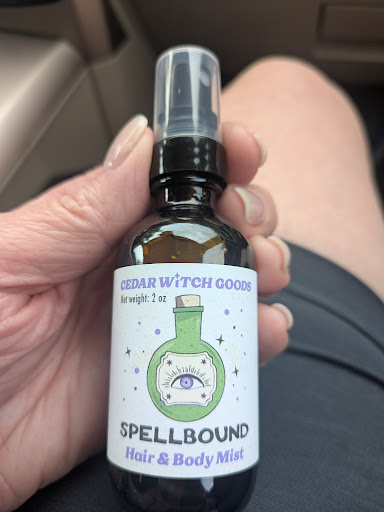 CEDAR WITCH GOODS
Net weight: 2 oz
SPELLBOUND
Hair & Body Mist